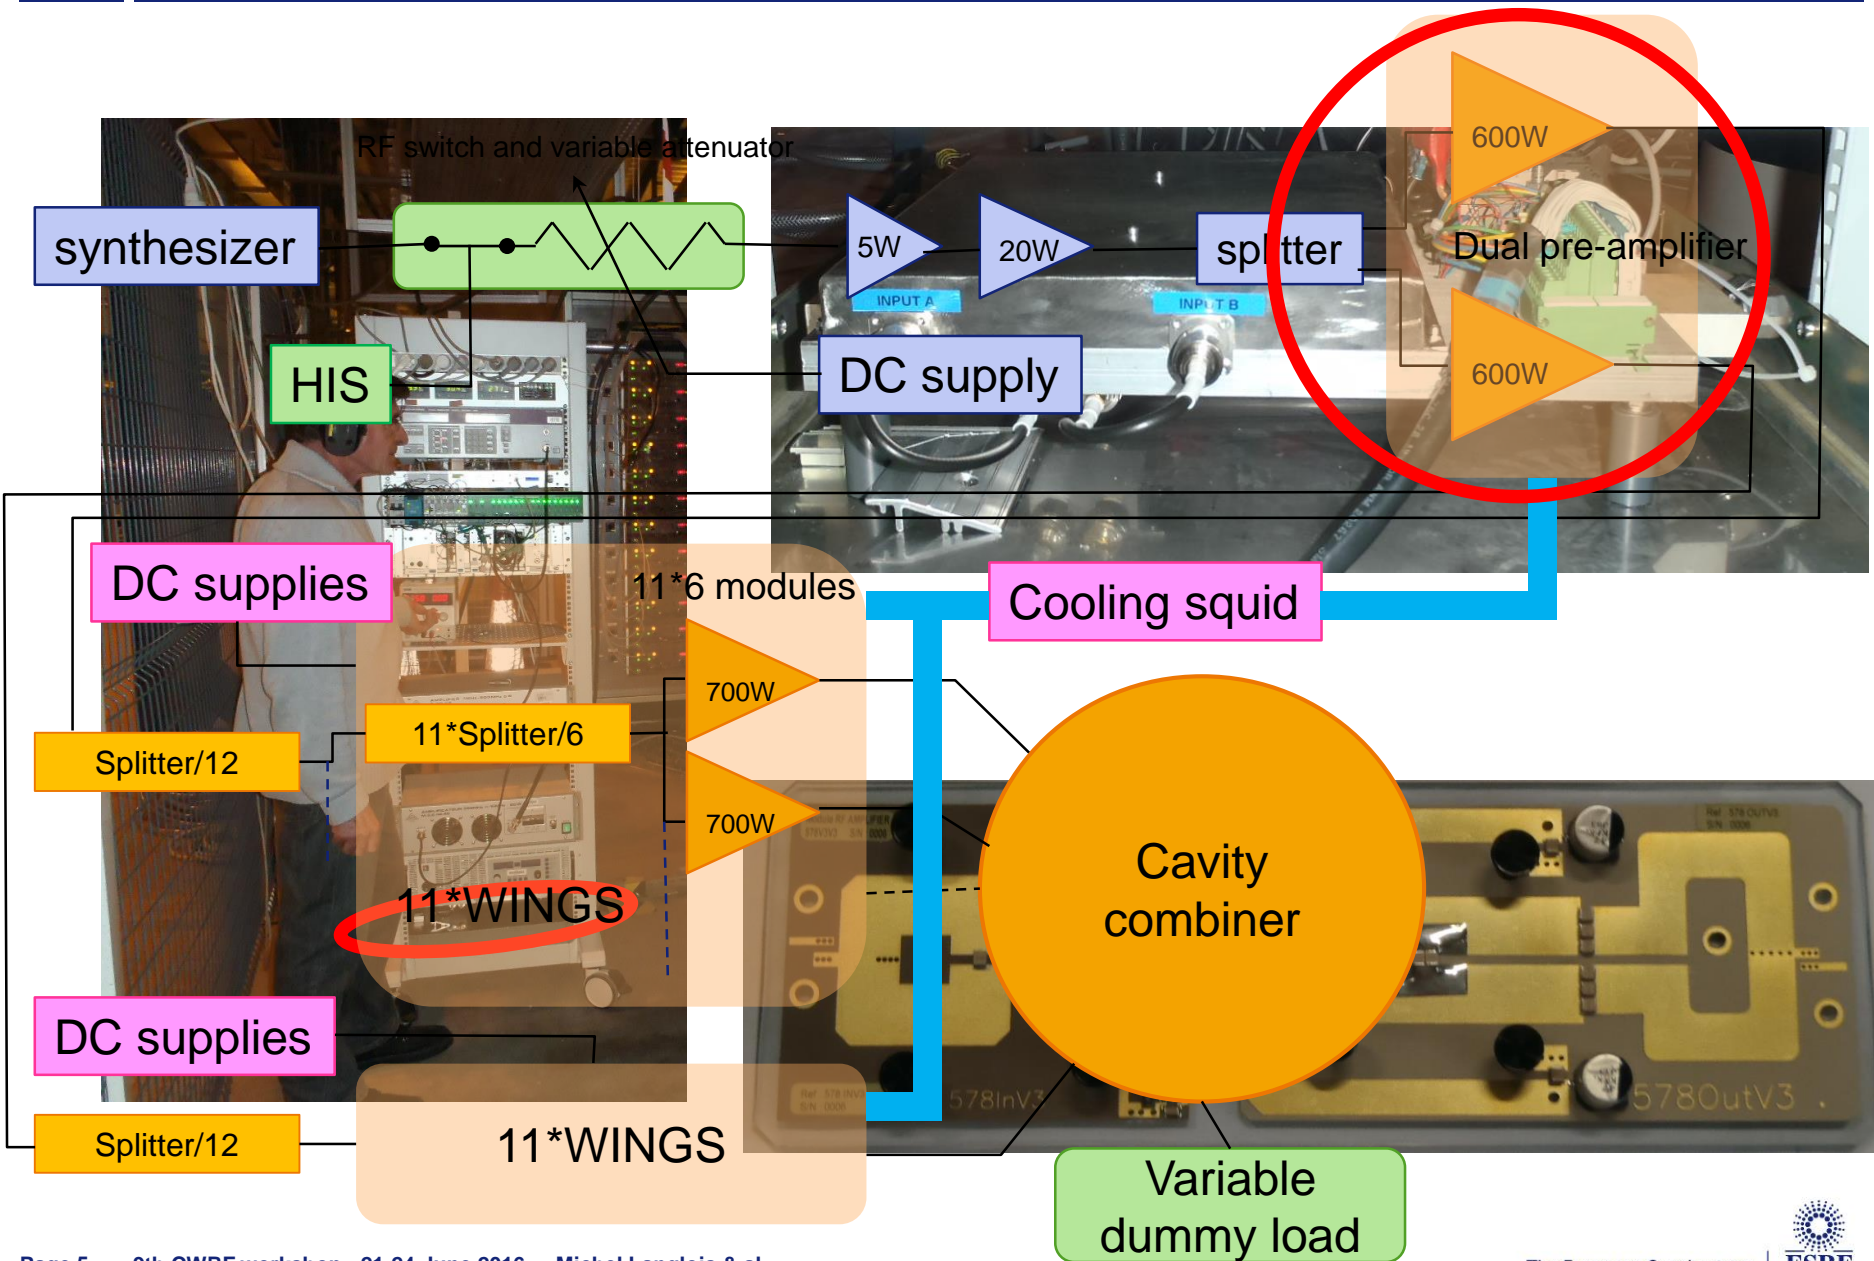 600W
RF switch and variable attenuator
synthesizer
5W
20W
splitter
Dual pre-amplifier
INPUT A
INPUT B
HIS
DC supply
600W
DC supplies
11*6 modules
Cooling squid
700W
Splitter/12
11*Splitter/6
700W
Cavity
combiner
11*WINGS
DC supplies
578InV3
578OutV3
Splitter/12
11*WINGS
Variable
dummy load